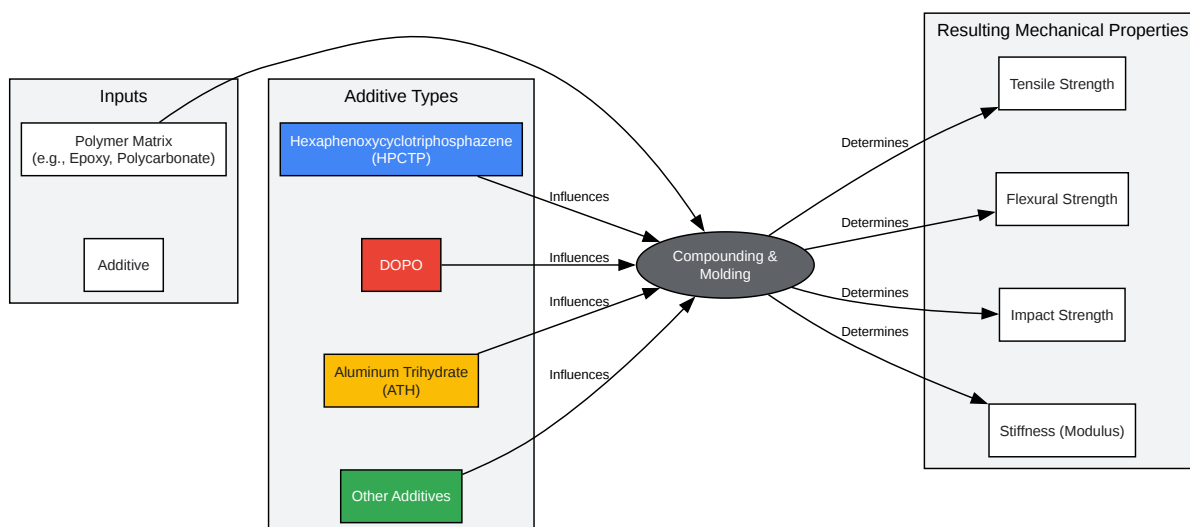 Inputs
Polymer Matrix
(e.g., Epoxy, Polycarbonate)
Additive
Additive Types
Hexaphenoxycyclotriphosphazene
(HPCTP)
DOPO
Aluminum Trihydrate
(ATH)
Other Additives
Influences
Influences
Influences
Influences
Compounding &
Molding
Determines
Determines
Determines
Determines
Resulting Mechanical Properties
Tensile Strength
Flexural Strength
Impact Strength
Stiffness (Modulus)